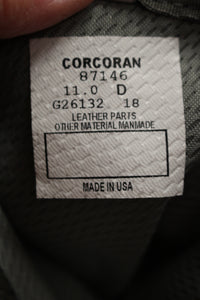 CORCORAN
87146
11.0 D
G26132 18
LEATHER PARTS
OTHER MATERIAL MANMADE
MADE IN USA